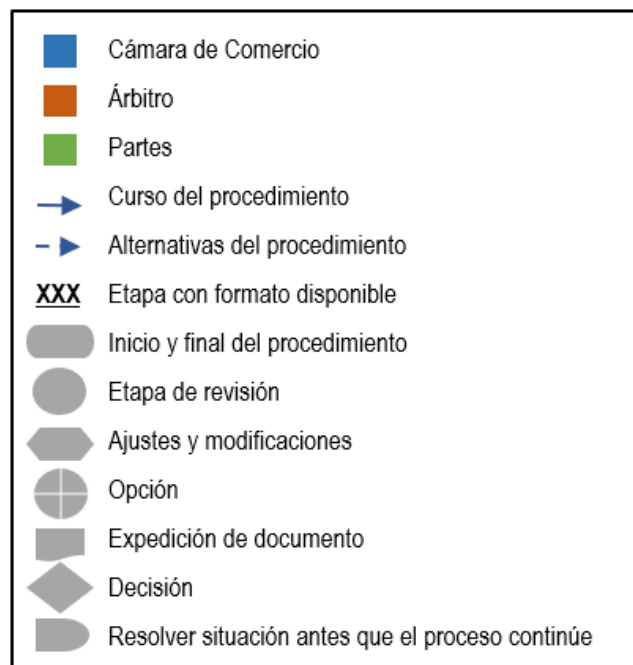 Cámara de Comercio
Árbitro
Partes
Curso del procedimiento
Alternativas del procedimiento
XXX Etapa con formato disponible
Inicio y final del procedimiento
Etapa de revisión
Ajustes y modificaciones
Opción
Expedición de documento
Decisión
Resolver situación antes que el proceso continúe